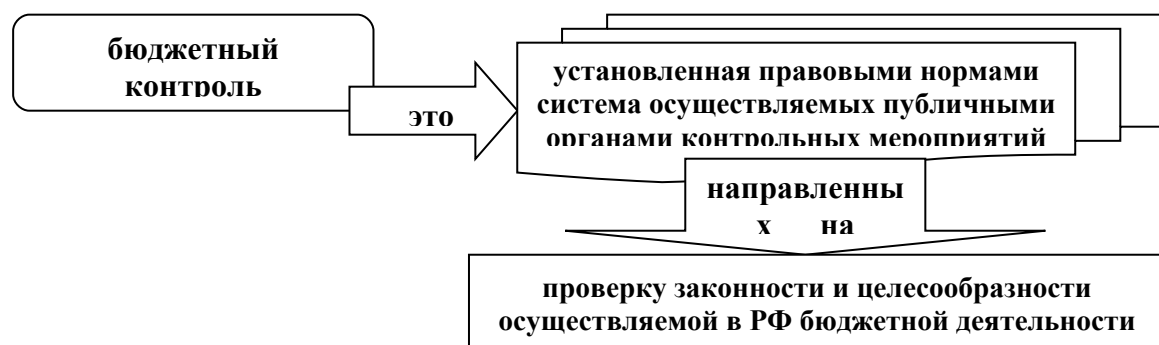 бюджетный
контроль
это
установленная правовыми нормами
система осуществляемых публичными
органами контрольных мероприятий
направленны
х на
проверку законности и целесообразности
осуществляемой в РФ бюджетной деятельности